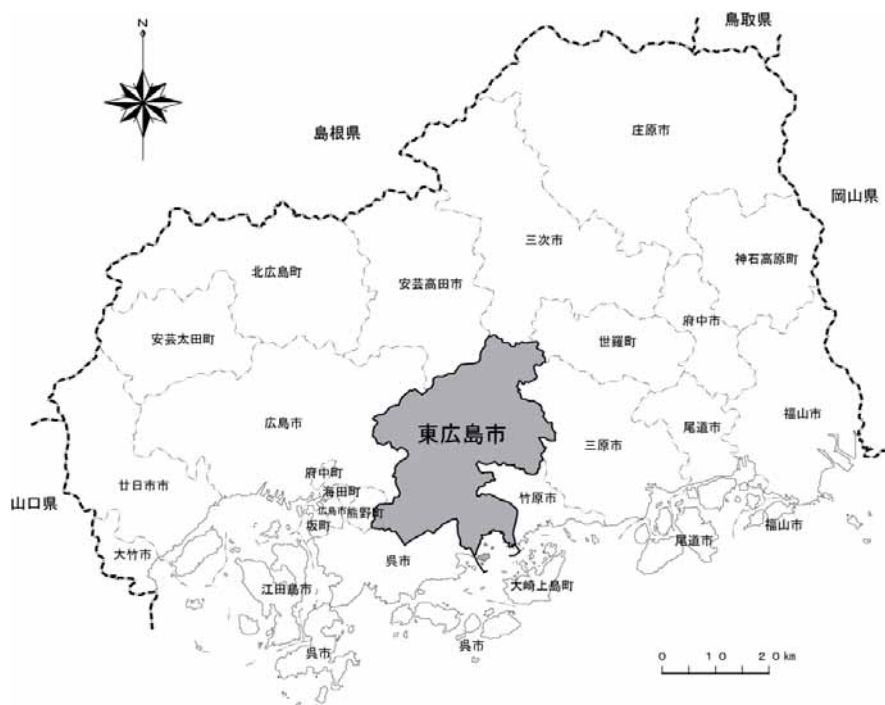 鳥取県
N
島根県
庄原市
岡山県
三次市
神石高原町
北広島町
安芸高田市
府中市
安芸太田町
世羅町
広島市
東広島市
三原市
尾道市
福山市
府中町
廿日市市
海田町
山口県
竹原市
広島市
熊野町
坂町
福山市
尾道市
大竹市
呉市
江田島市
大崎上島町
呉市
呉市
0 10 20km